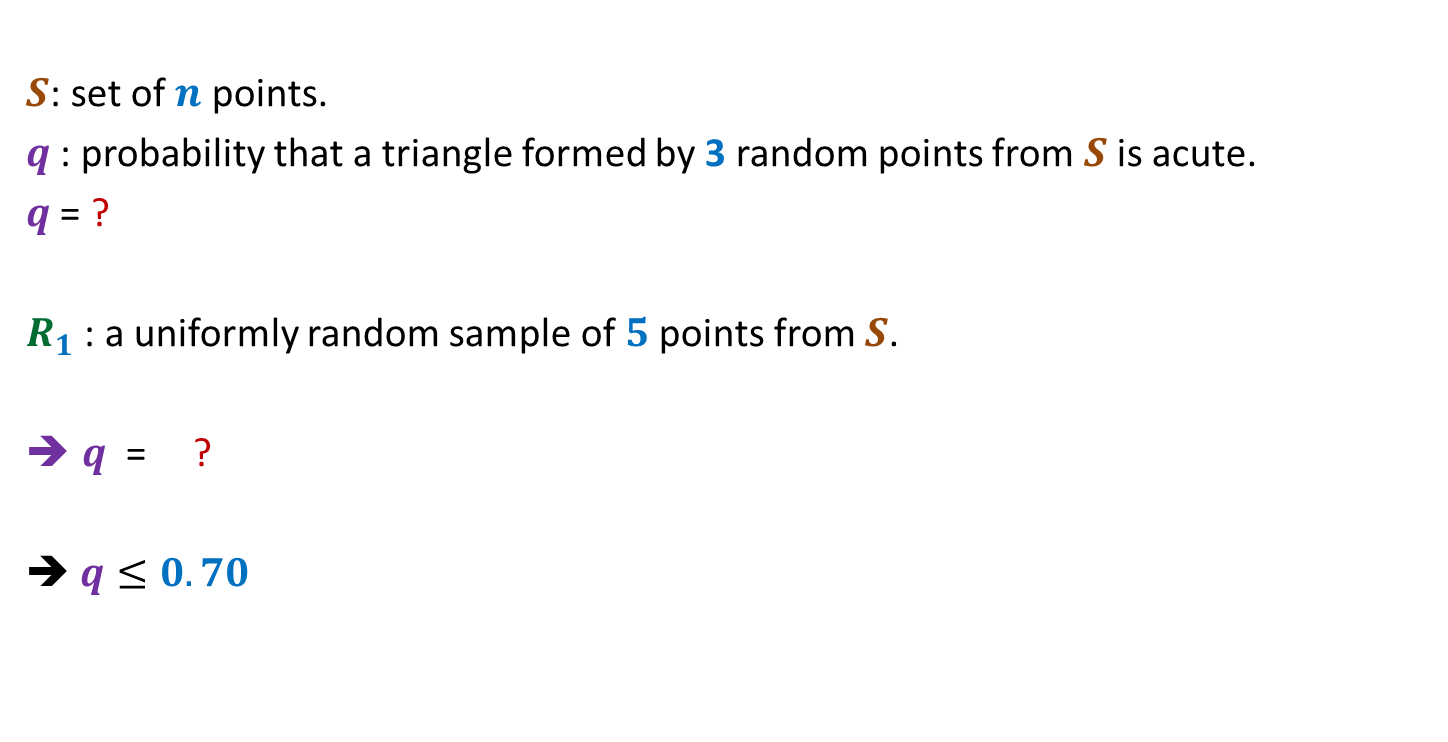 S: set of n points.
q : probability that a triangle formed by 3 random points from S is acute.
q = ?
R₁ : a uniformly random sample of 5 points from S.
➔ q = ?
➔ q ≤ 0.70